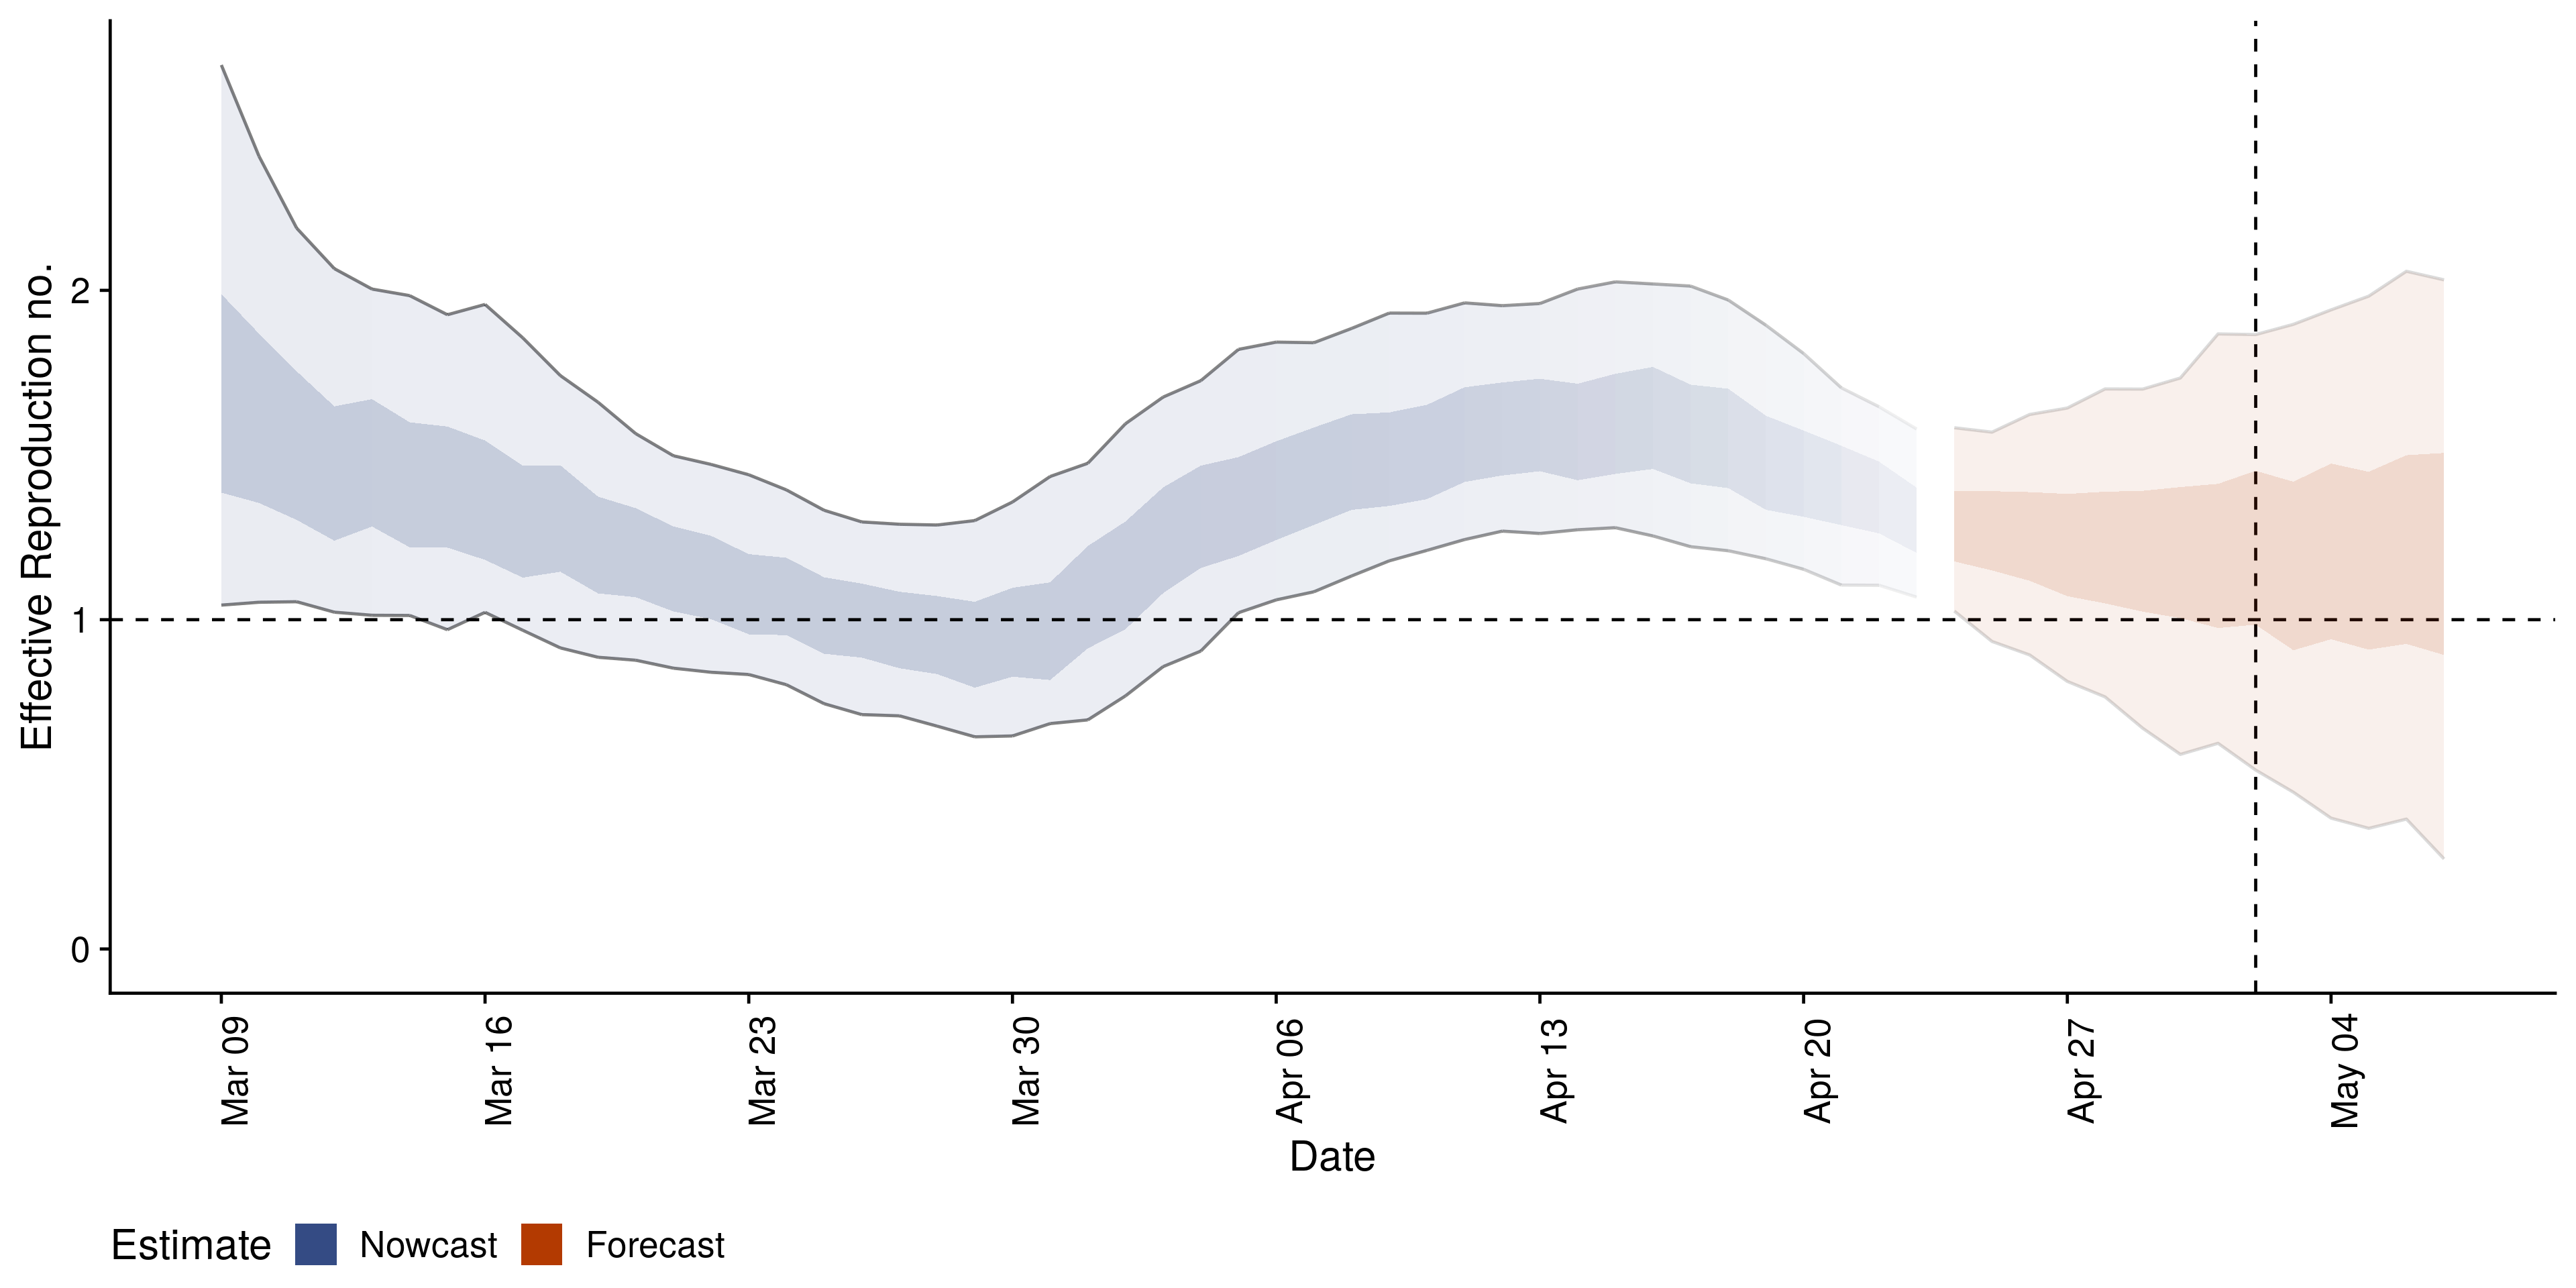 Effective Reproduction no.
2
1
0
Mar 09
Mar 16
Mar 23
Mar 30
Apr 06
Apr 13
Apr 20
Apr 27
May 04
Date
Estimate Nowcast Forecast